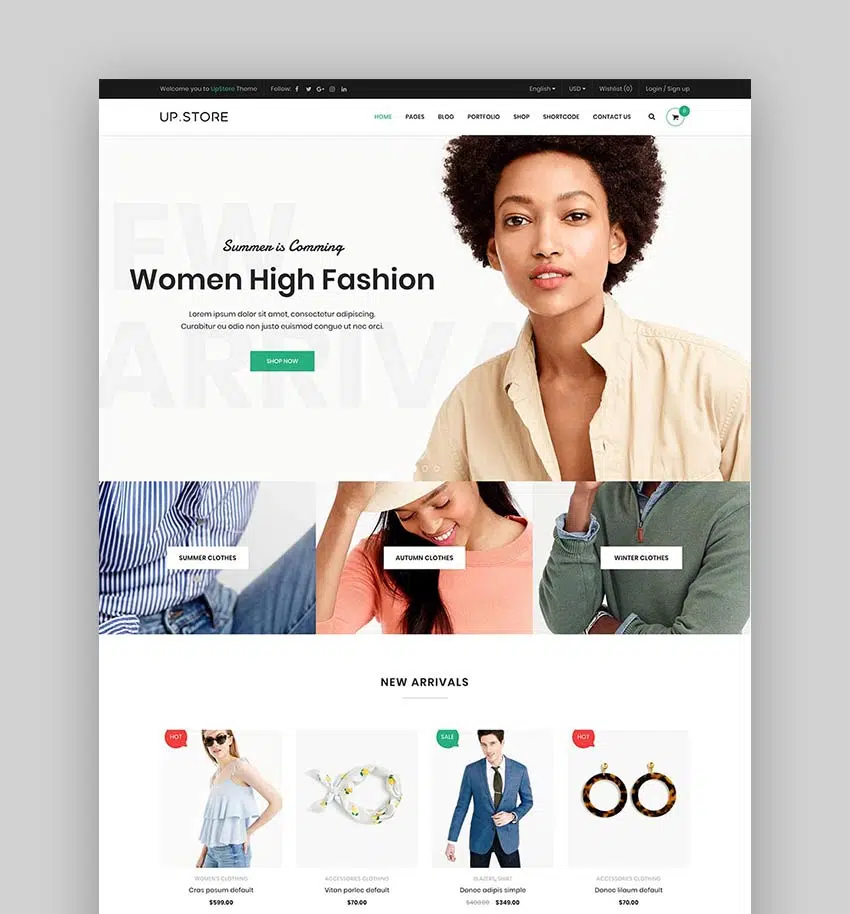 Welcome you to UpStore Theme Follow: English USD Wishlist (0) Login / Sign up
UP.STORE HOME PAGES BLOG PORTFOLIO SHOP SHORTCODE CONTACT US 0
EW
ARRIVA
Summer is Comming
Women High Fashion
Lorem ipsum dolor sit amet, consectetur adipiscing.
Curabitur eu odio non justo euismod congue ut nec orci.
SHOP NOW
SUMMER CLOTHES AUTUMN CLOTHES WINTER CLOTHES
NEW ARRIVALS
HOT SALE HOT
WOMEN'S CLOTHING ACCESSORIES CLOTHING BLAZERS, SHIRT ACCESSORIES CLOTHING
Cras posum default Vitan porlec default Donec adipis simple Donec lilaum default
$599.00 $70.00 $400.00 $349.00 $70.00